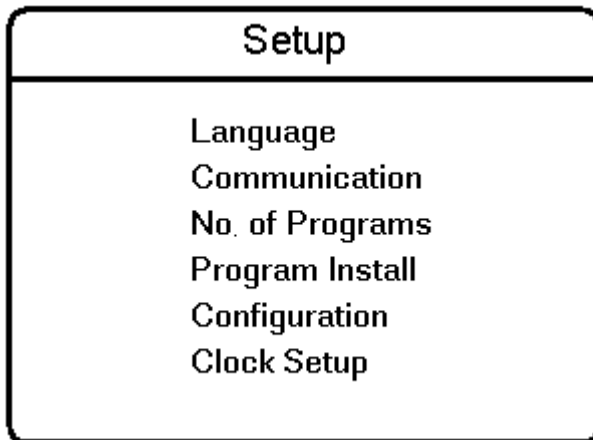 Setup
Language
Communication
No. of Programs
Program Install
Configuration
Clock Setup